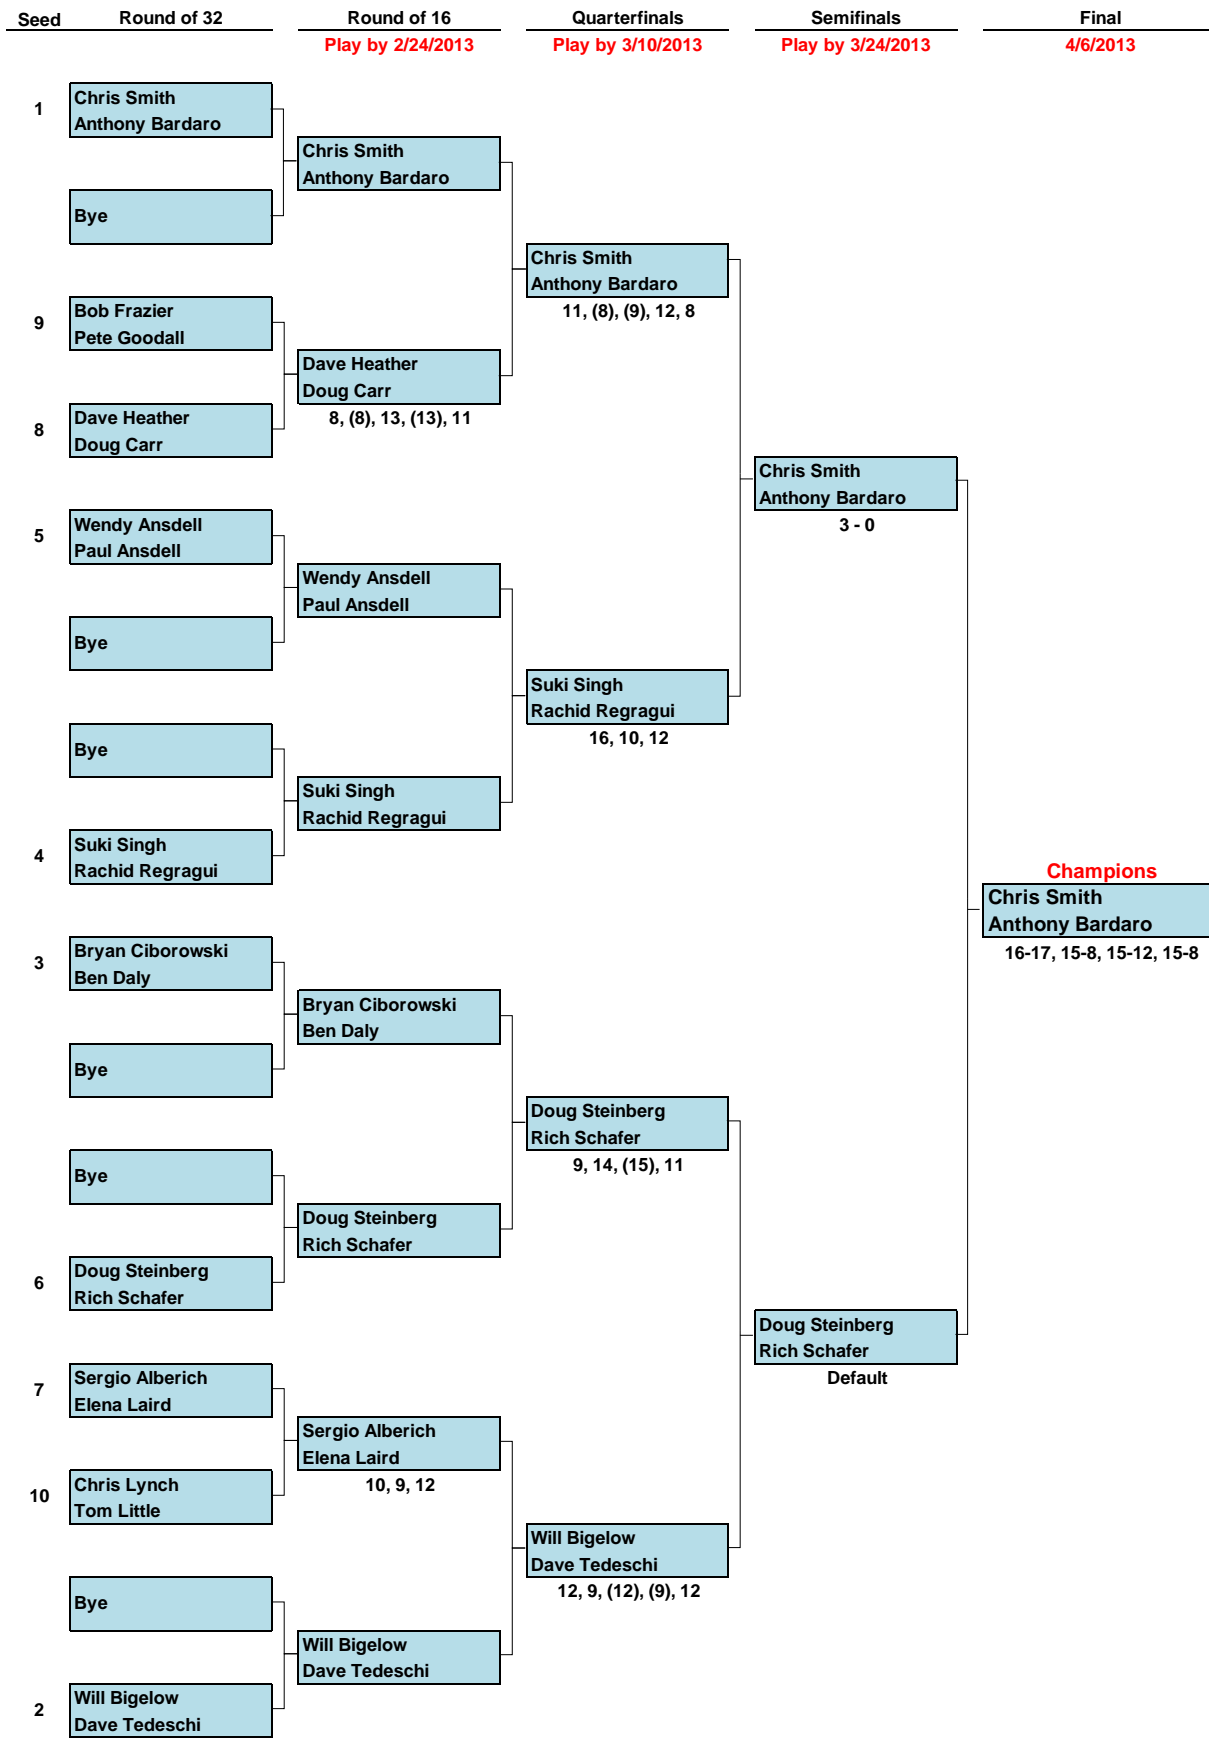 Seed Round of 32 Round of 16 Quarterfinals Semifinals Final
Play by 2/24/2013 Play by 3/10/2013 Play by 3/24/2013 4/6/2013
1
Chris Smith
Anthony Bardaro
Chris Smith
Anthony Bardaro
Bye
Chris Smith
Anthony Bardaro
11, (8), (9), 12, 8
9
Bob Frazier
Pete Goodall
Dave Heather
Doug Carr
8, (8), 13, (13), 11
8
Dave Heather
Doug Carr
Chris Smith
Anthony Bardaro
3 - 0
5
Wendy Ansdell
Paul Ansdell
Wendy Ansdell
Paul Ansdell
Bye
Suki Singh
Rachid Regragui
16, 10, 12
Bye
Suki Singh
Rachid Regragui
4
Suki Singh
Rachid Regragui
Champions
Chris Smith
Anthony Bardaro
16-17, 15-8, 15-12, 15-8
3
Bryan Ciborowski
Ben Daly
Bryan Ciborowski
Ben Daly
Bye
Doug Steinberg
Rich Schafer
9, 14, (15), 11
Bye
Doug Steinberg
Rich Schafer
6
Doug Steinberg
Rich Schafer
Doug Steinberg
Rich Schafer
Default
7
Sergio Alberich
Elena Laird
Sergio Alberich
Elena Laird
10, 9, 12
10
Chris Lynch
Tom Little
Will Bigelow
Dave Tedeschi
12, 9, (12), (9), 12
Bye
Will Bigelow
Dave Tedeschi
2
Will Bigelow
Dave Tedeschi